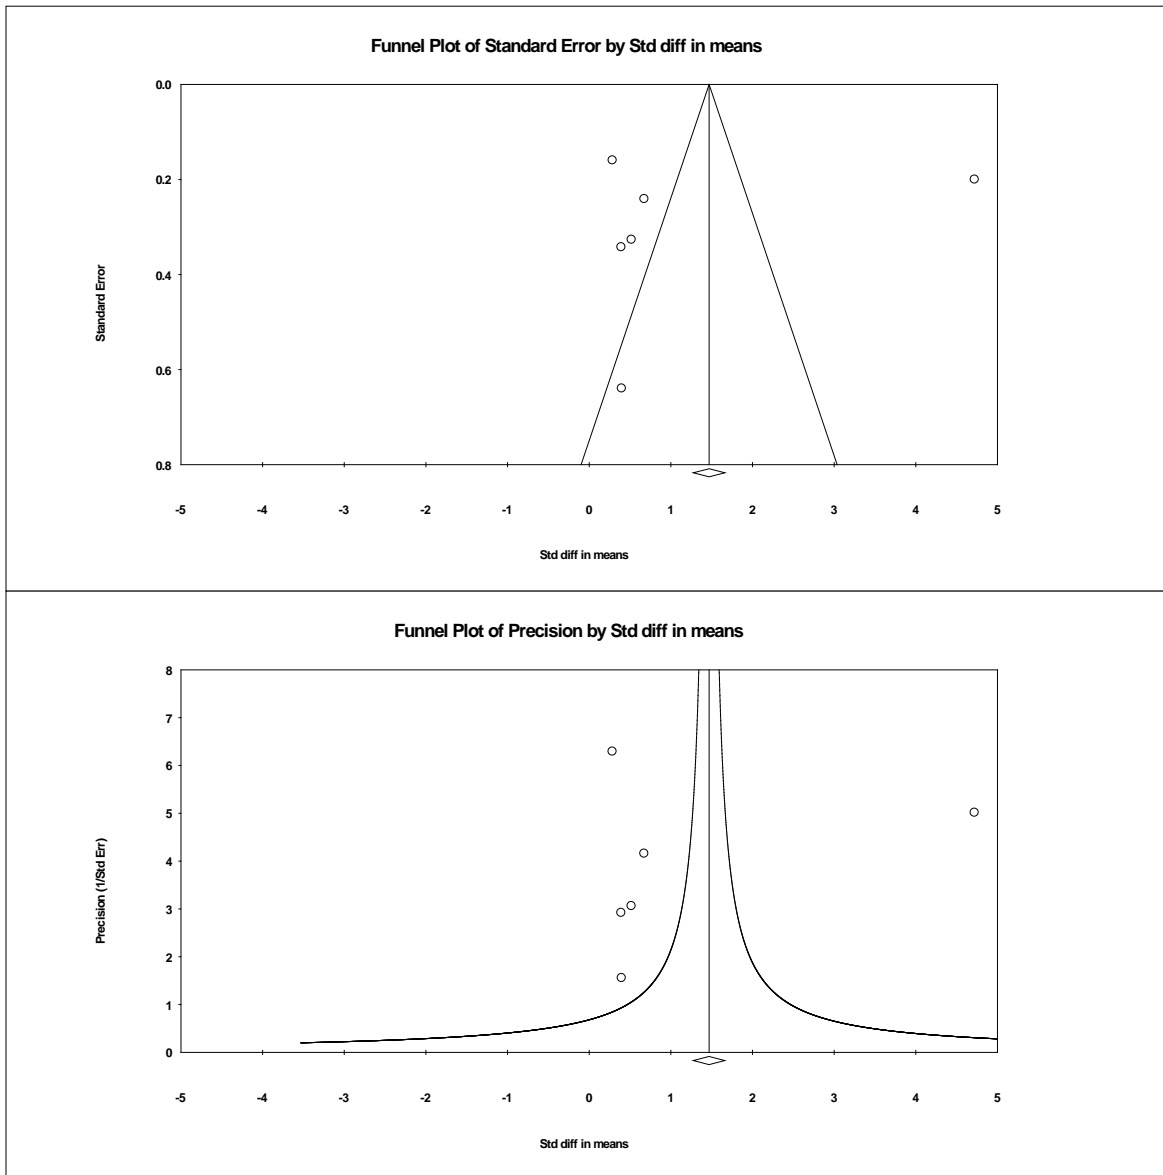 Funnel Plot of Standard Error by Std diff in means
0.0
0.2
0.4
0.6
0.8
Standard Error
-5 -4 -3 -2 -1 0 1 2 3 4 5
Std diff in means
Funnel Plot of Precision by Std diff in means
8
7
6
5
4
3
2
1
0
Precision (1/Std Err)
-5 -4 -3 -2 -1 0 1 2 3 4 5
Std diff in means